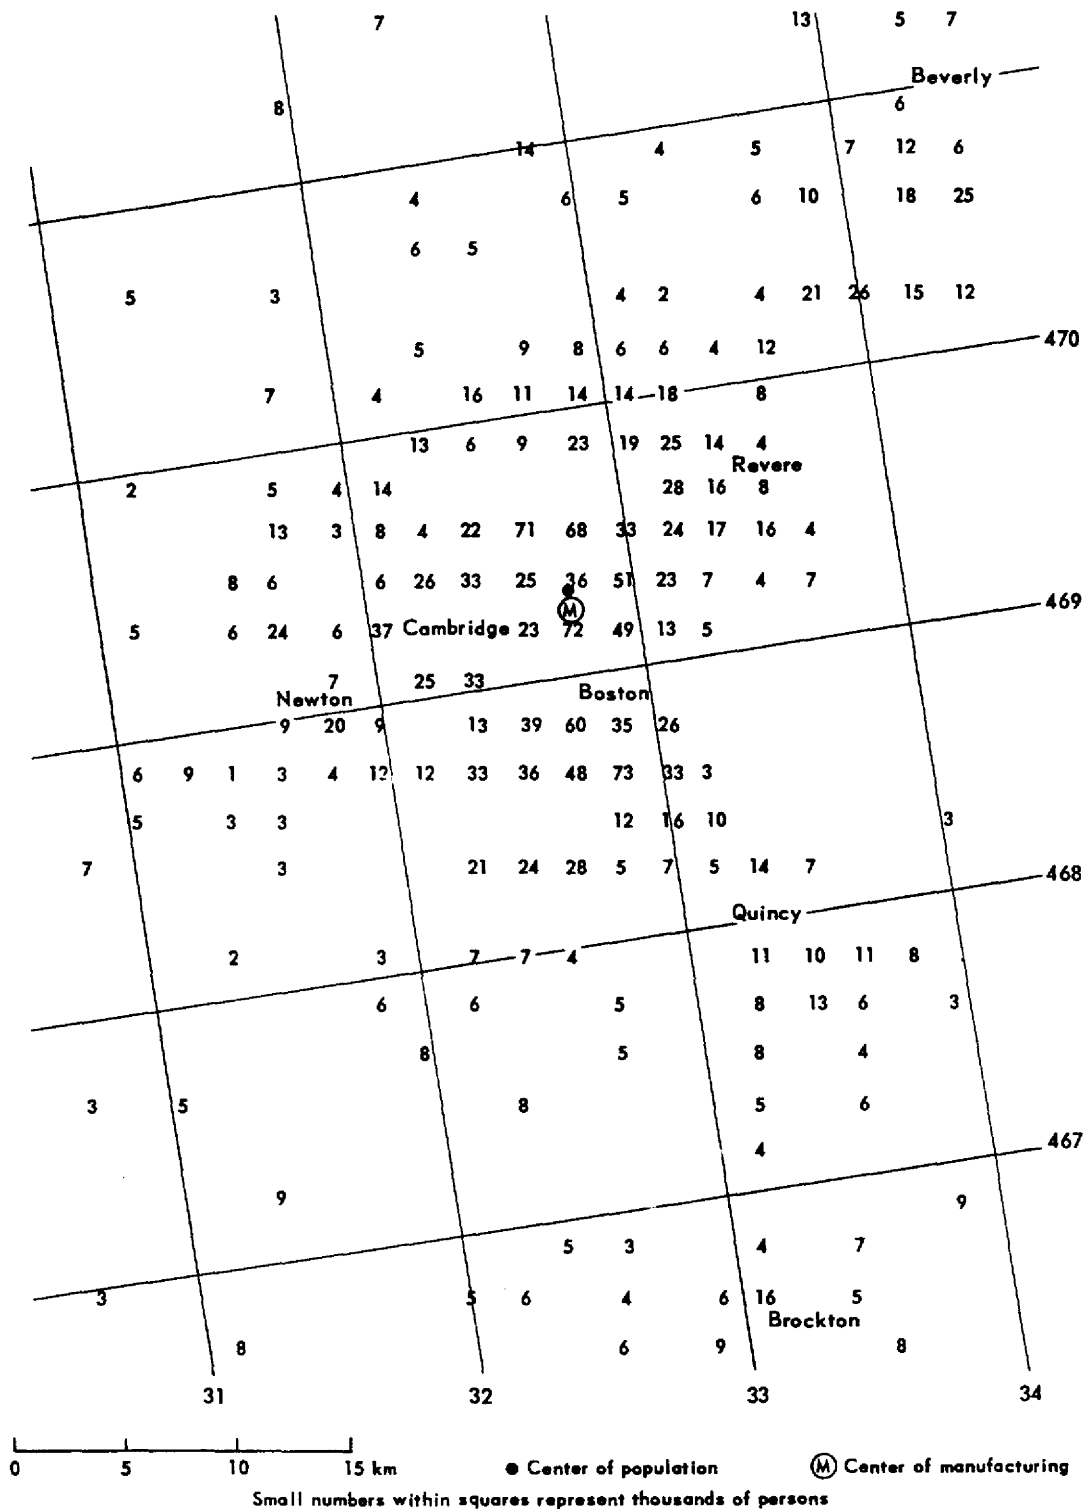 7 13 5 7
Beverly
8 6
14 4 5 7 12 6
4 6 5 6 10 18 25
6 5
5 3 4 2 4 21 26 15 12
470
5 9 8 6 6 4 12
7 4 16 11 14 14 18 8
13 6 9 23 19 25 14 4
Revere
2 5 4 14 28 16 8
13 3 8 4 22 71 68 33 24 17 16 4
8 6 6 26 33 25 36 51 23 7 4 7
469
M
5 6 24 6 37 Cambridge 23 72 49 13 5
7 25 33
Newton Boston
9 20 9 13 39 60 35 26
6 9 1 3 4 12 12 33 36 48 73 33 3
5 3 3 12 16 10 3
7 3 21 24 28 5 7 5 14 7
468
Quincy
2 3 7 7 4 11 10 11 8
6 6 5 8 13 6 3
8 5 8 4
3 5 8 5 6
467
4
9 9
5 3 4 7
3 5 6 4 6 16 5
Brockton
8 6 9 8
31 32 33 34
0 5 10 15 km
Center of population
M Center of manufacturing
Small numbers within squares represent thousands of persons